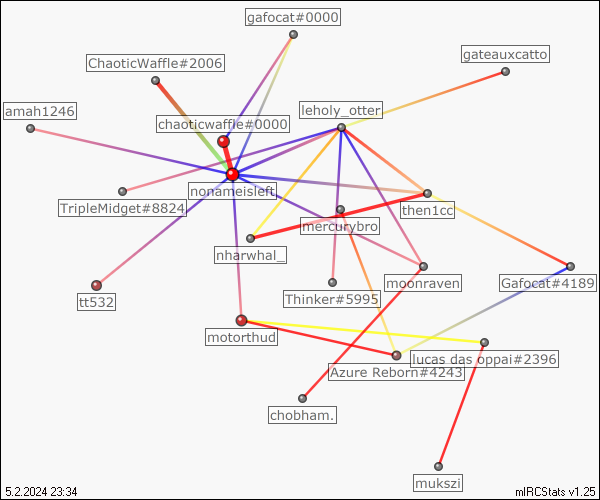 gafocat#0000
gateauxcatto
ChaoticWaffle#2006
amah1246
leholy_otter
chaoticwaffle#0000
nonameisleft
TripleMidget#8824
then1cc
mercurybro
nharwhal_
moonraven
Gafocat#4189
Thinker#5995
tt532
motorthud
lucas das oppai#2396
Azure Reborn#4243
chobham.
mukszi
5.2.2024 23:34
mIRCStats v1.25